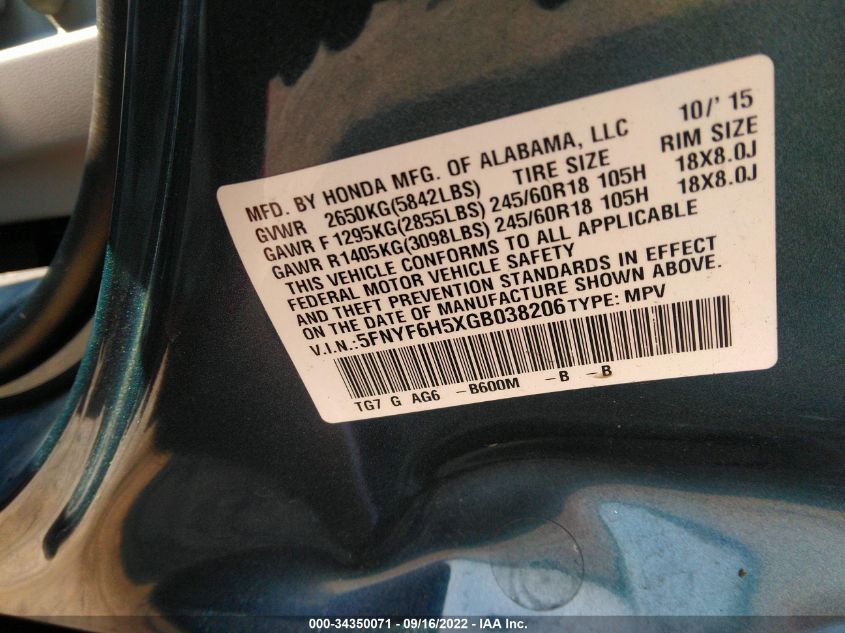 10/' 15
MFD. BY HONDA MFG. OF ALABAMA, LLC
GVWR 2650KG(5842LBS) TIRE SIZE RIM SIZE
GAWR F 1295KG(2855LBS) 245/60R18 105H 18X8.0J
GAWR R1405KG(3098LBS) 245/60R18 105H 18X8.0J
THIS VEHICLE CONFORMS TO ALL APPLICABLE
FEDERAL MOTOR VEHICLE SAFETY
AND THEFT PREVENTION STANDARDS IN EFFECT
ON THE DATE OF MANUFACTURE SHOWN ABOVE.
V.I.N.:5FNYF6H5XGB038206 TYPE: MPV
TG7 G AG6 -B600M -B -B
000-34350071 - 09/16/2022 - IAA Inc.